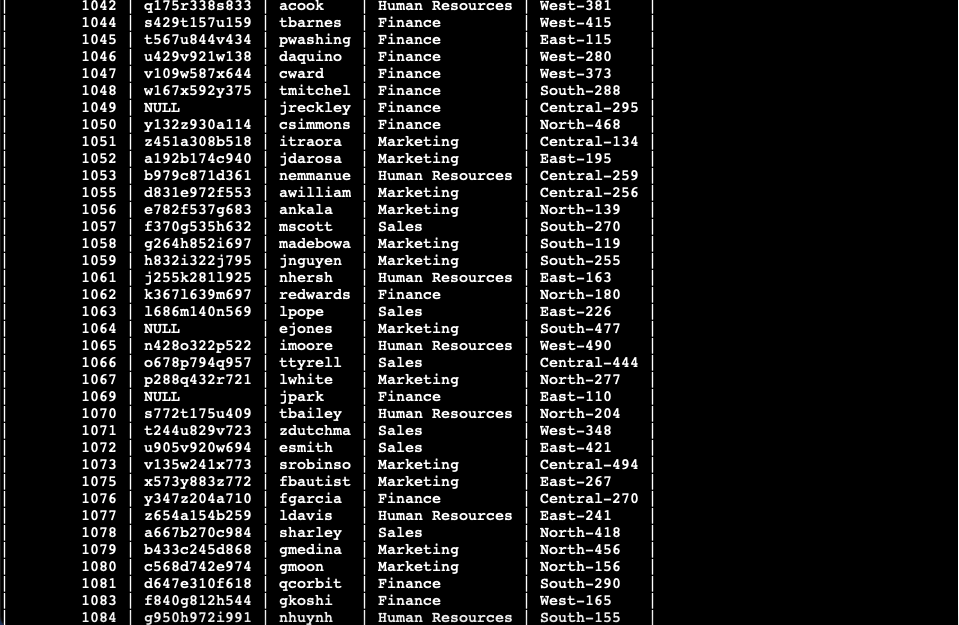 | 1042 | q175r338s833 | acook | Human Resources | West-381 |
| 1044 | s429t157u159 | tbarnes | Finance | West-415 |
| 1045 | t567u844v434 | pwashing | Finance | East-115 |
| 1046 | u429v921w138 | daquino | Finance | West-280 |
| 1047 | v109w587x644 | cward | Finance | West-373 |
| 1048 | w167x592y375 | tmitchel | Finance | South-288 |
| 1049 | NULL | jreckley | Finance | Central-295 |
| 1050 | y132z930a114 | csimmons | Finance | North-468 |
| 1051 | z451a308b518 | itraora | Marketing | Central-134 |
| 1052 | a192b174c940 | jdarosa | Marketing | East-195 |
| 1053 | b979c871d361 | nemmanue | Human Resources | Central-259 |
| 1055 | d831e972f553 | awilliam | Marketing | Central-256 |
| 1056 | e782f537g683 | ankala | Marketing | North-139 |
| 1057 | f370g535h632 | mscott | Sales | South-270 |
| 1058 | g264h852i697 | madebowa | Marketing | South-119 |
| 1059 | h832i322j795 | jnguyen | Marketing | South-255 |
| 1061 | j255k281l925 | nhersh | Human Resources | East-163 |
| 1062 | k367l639m697 | redwards | Finance | North-180 |
| 1063 | l686m140n569 | lpope | Sales | East-226 |
| 1064 | NULL | ejones | Marketing | South-477 |
| 1065 | n428o322p522 | imoore | Human Resources | West-490 |
| 1066 | o678p794q957 | ttyrell | Sales | Central-444 |
| 1067 | p288q432r721 | lwhite | Marketing | North-277 |
| 1069 | NULL | jpark | Finance | East-110 |
| 1070 | s772t175u409 | tbailey | Human Resources | North-204 |
| 1071 | t244u829v723 | zdutchma | Sales | West-348 |
| 1072 | u905v920w694 | esmith | Sales | East-421 |
| 1073 | v135w241x773 | srobinso | Marketing | Central-494 |
| 1075 | x573y883z772 | fbautist | Marketing | East-267 |
| 1076 | y347z204a710 | fgarcia | Finance | Central-270 |
| 1077 | z654a154b259 | ldavis | Human Resources | East-241 |
| 1078 | a667b270c984 | sharley | Sales | North-418 |
| 1079 | b433c245d868 | gmedina | Marketing | North-456 |
| 1080 | c568d742e974 | gmoon | Marketing | North-156 |
| 1081 | d647e310f618 | qcorbit | Finance | South-290 |
| 1083 | f840g812h544 | gkoshi | Finance | West-165 |
| 1084 | g950h972i991 | nhuynh | Human Resources | South-155 |